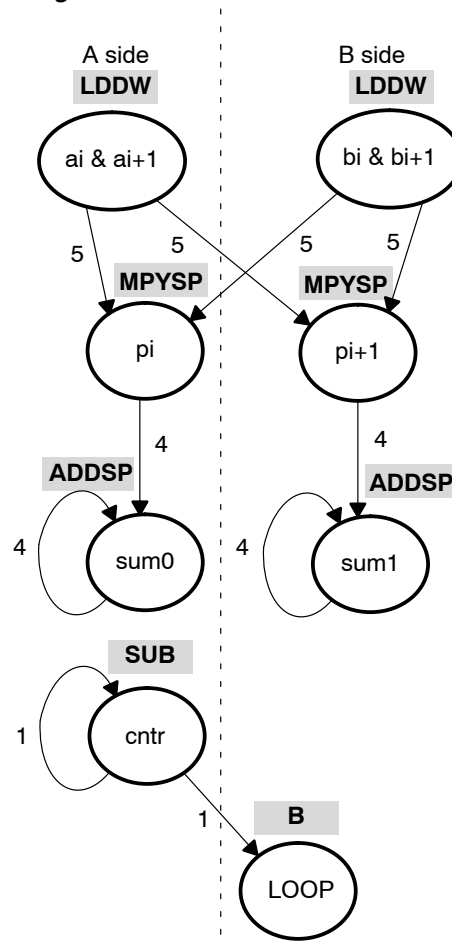 A side
B side
LDDW
LDDW
ai & ai+1
bi & bi+1
5
5
5
5
MPYSP
MPYSP
pi
pi+1
4
4
ADDSP
ADDSP
4
sum0
4
sum1
SUB
1
cntr
1
B
LOOP